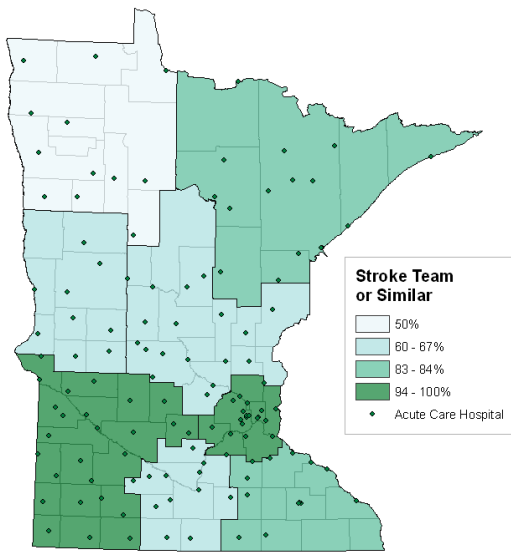 Stroke Team
or Similar
50%
60 - 67%
83 - 84%
94 - 100%
Acute Care Hospital